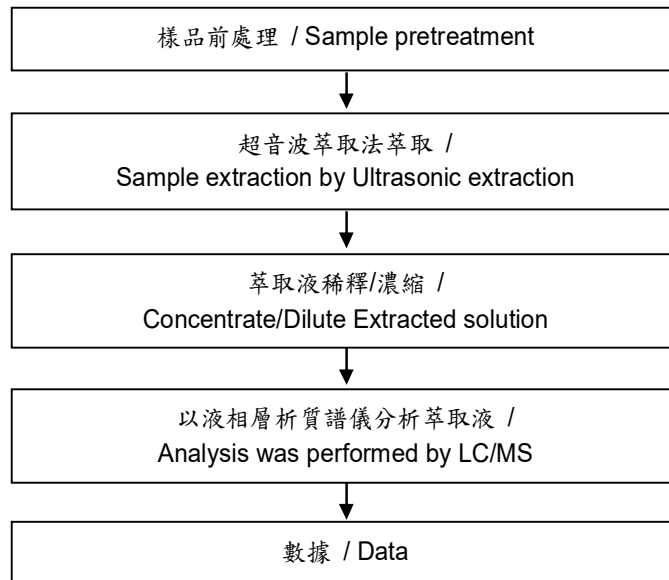 樣品前處理 / Sample pretreatment
超音波萃取法萃取 /
Sample extraction by Ultrasonic extraction
萃取液稀釋/濃縮 /
Concentrate/Dilute Extracted solution
以液相層析質譜儀分析萃取液 /
Analysis was performed by LC/MS
數據 / Data